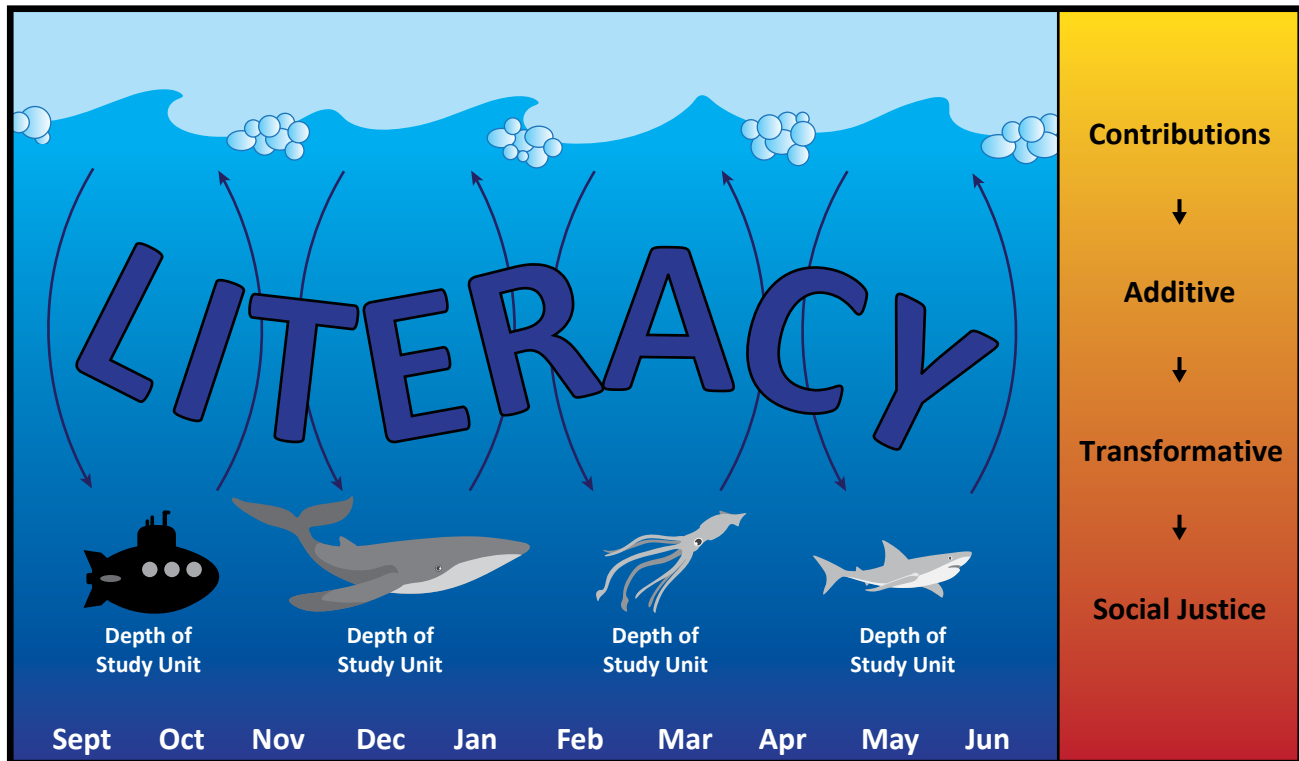 LITERACY
Depth of
Study Unit
Depth of
Study Unit
Depth of
Study Unit
Depth of
Study Unit
Sept Oct Nov Dec Jan Feb Mar Apr May Jun
Contributions
Additive
Transformative
Social Justice